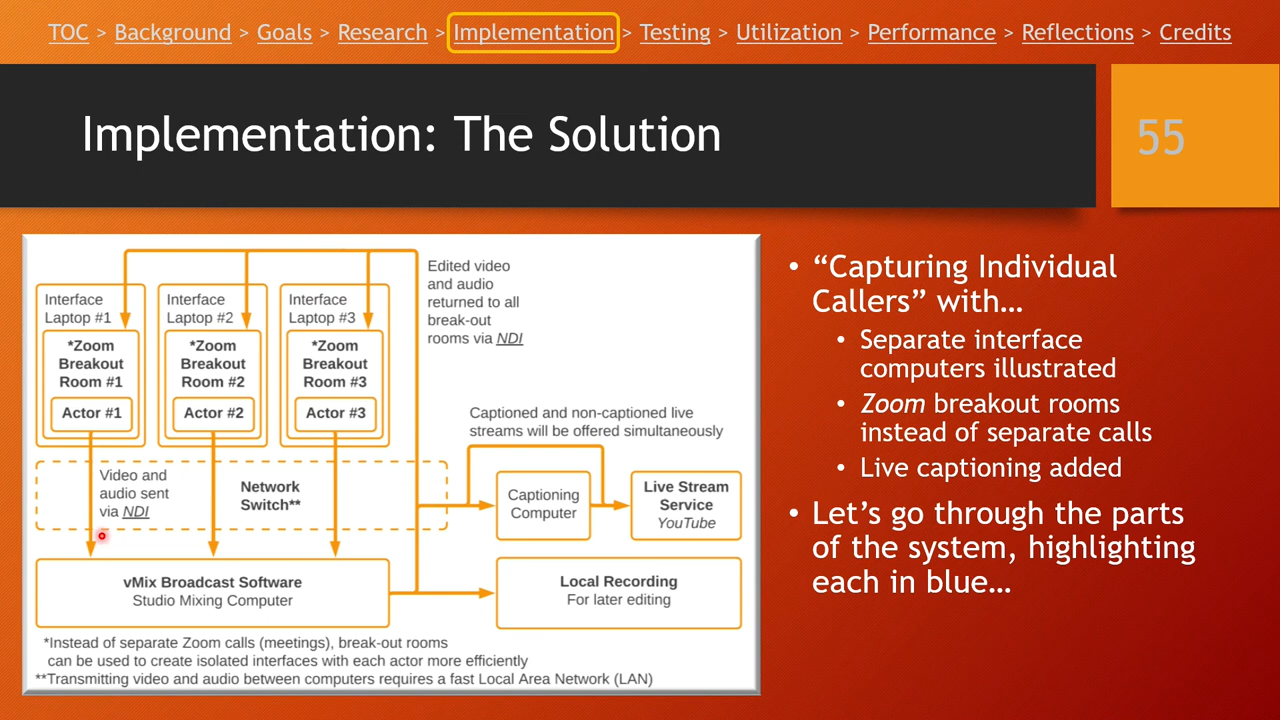 TOC > Background > Goals > Research > Implementation > Testing > Utilization > Performance > Reflections > Credits
Implementation: The Solution
55
Edited video
and audio
returned to all
break-out
rooms via NDI
Interface
Laptop #1
*Zoom
Breakout
Room #1
Actor #1
Interface
Laptop #2
*Zoom
Breakout
Room #2
Actor #2
Interface
Laptop #3
*Zoom
Breakout
Room #3
Actor #3
Captioned and non-captioned live
streams will be offered simultaneously
Video and
audio sent
via NDI
Network
Switch**
Captioning
Computer
Live Stream
Service
YouTube
vMix Broadcast Software
Studio Mixing Computer
Local Recording
For later editing
*Instead of separate Zoom calls (meetings), break-out rooms
can be used to create isolated interfaces with each actor more efficiently
**Transmitting video and audio between computers requires a fast Local Area Network (LAN)
• “Capturing Individual
Callers” with…
• Separate interface
computers illustrated
• Zoom breakout rooms
instead of separate calls
• Live captioning added
• Let’s go through the parts
of the system, highlighting
each in blue…